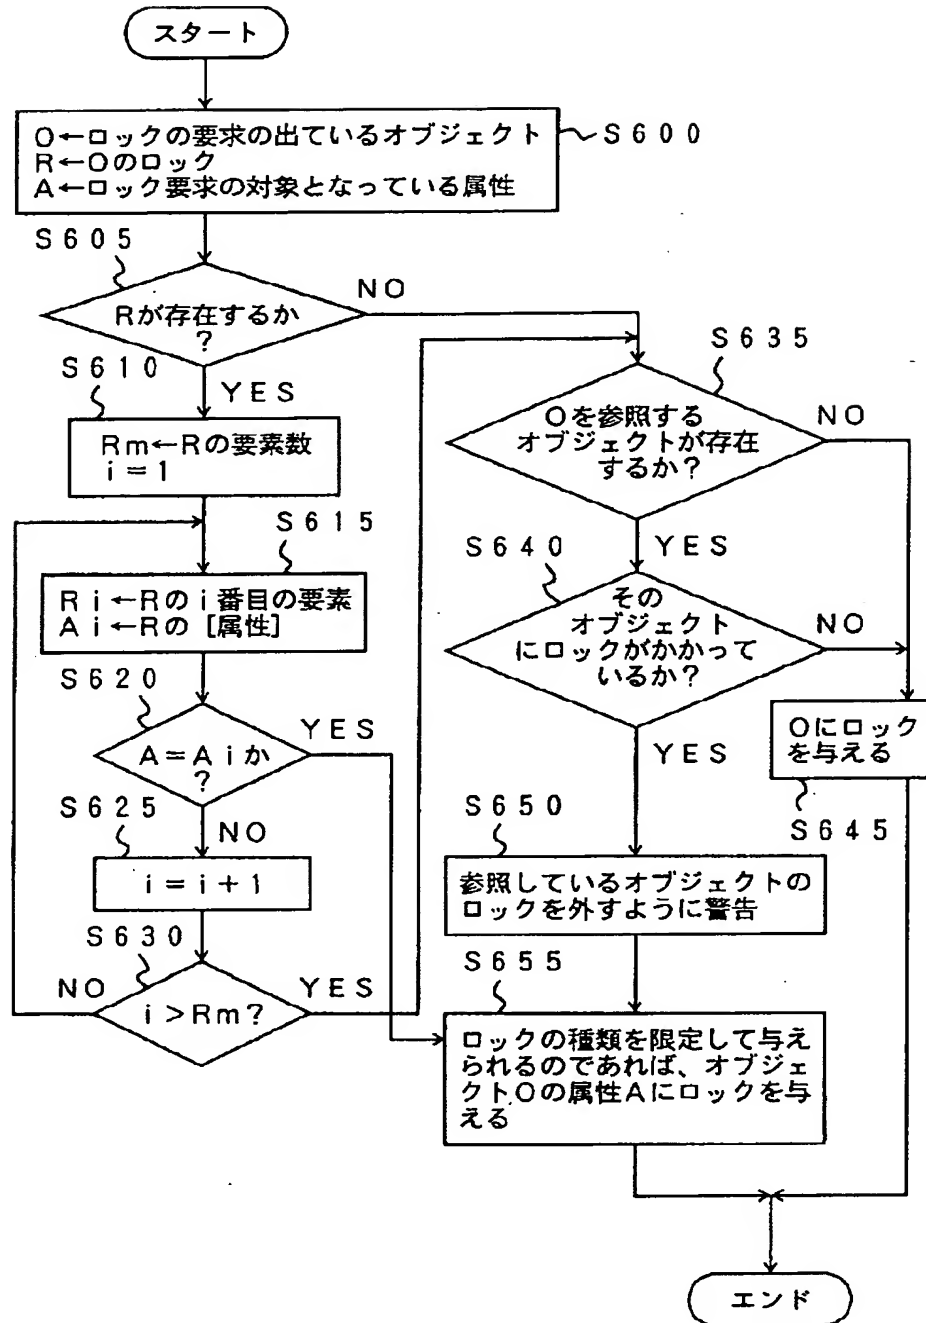 スタート
O←ロックの要求の出ているオブジェクト
R←Oのロック
A←ロック要求の対象となっている属性
S600
S605
Rが存在するか
?
NO
YES
S610
Rm←Rの要素数
i=1
S615
Ri←Rのi番目の要素
Ai←Rの[属性]
S620
A=Aiか
?
YES
NO
S625
i=i+1
S630
i>Rm?
NO
YES
S635
Oを参照する
オブジェクトが存在
するか?
NO
YES
S640
その
オブジェクト
にロックがかかって
いるか?
NO
YES
Oにロック
を与える
S645
S650
参照しているオブジェクトの
ロックを外すように警告
S655
ロックの種類を限定して与え
られるのであれば、オブジェ
クトOの属性Aにロックを与
える
エンド